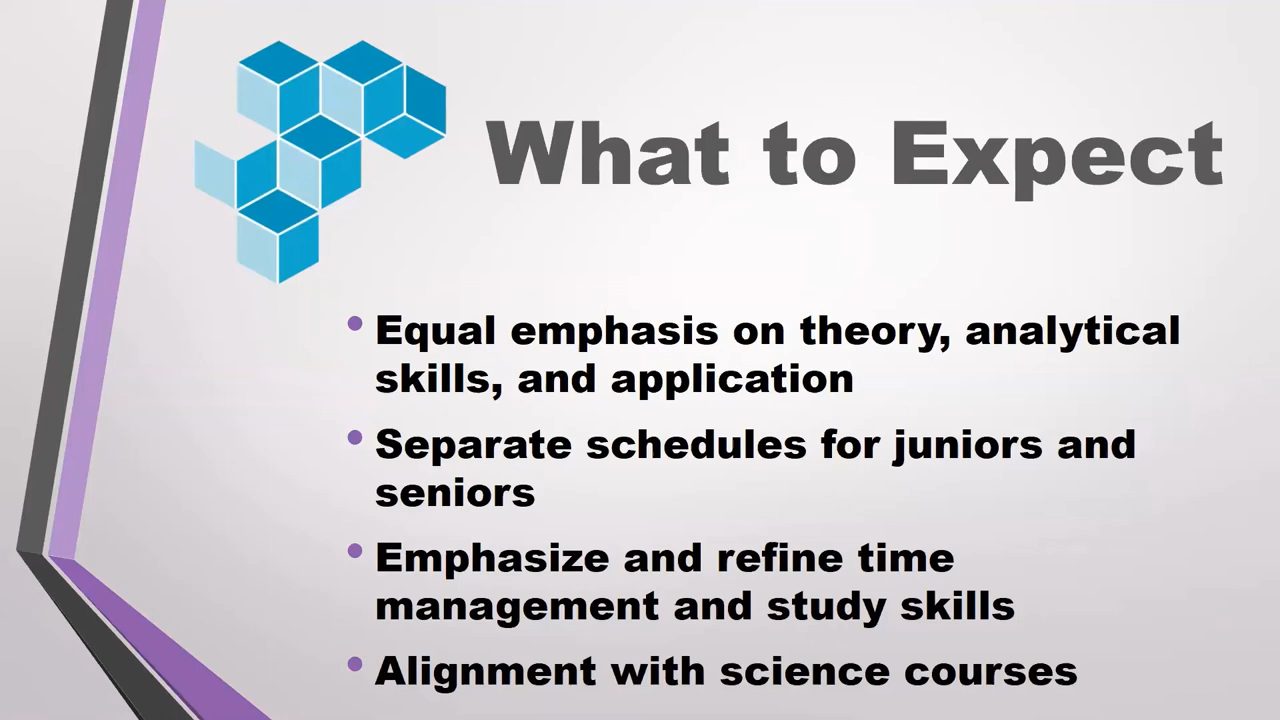 What to Expect
• Equal emphasis on theory, analytical
skills, and application
• Separate schedules for juniors and
seniors
• Emphasize and refine time
management and study skills
• Alignment with science courses